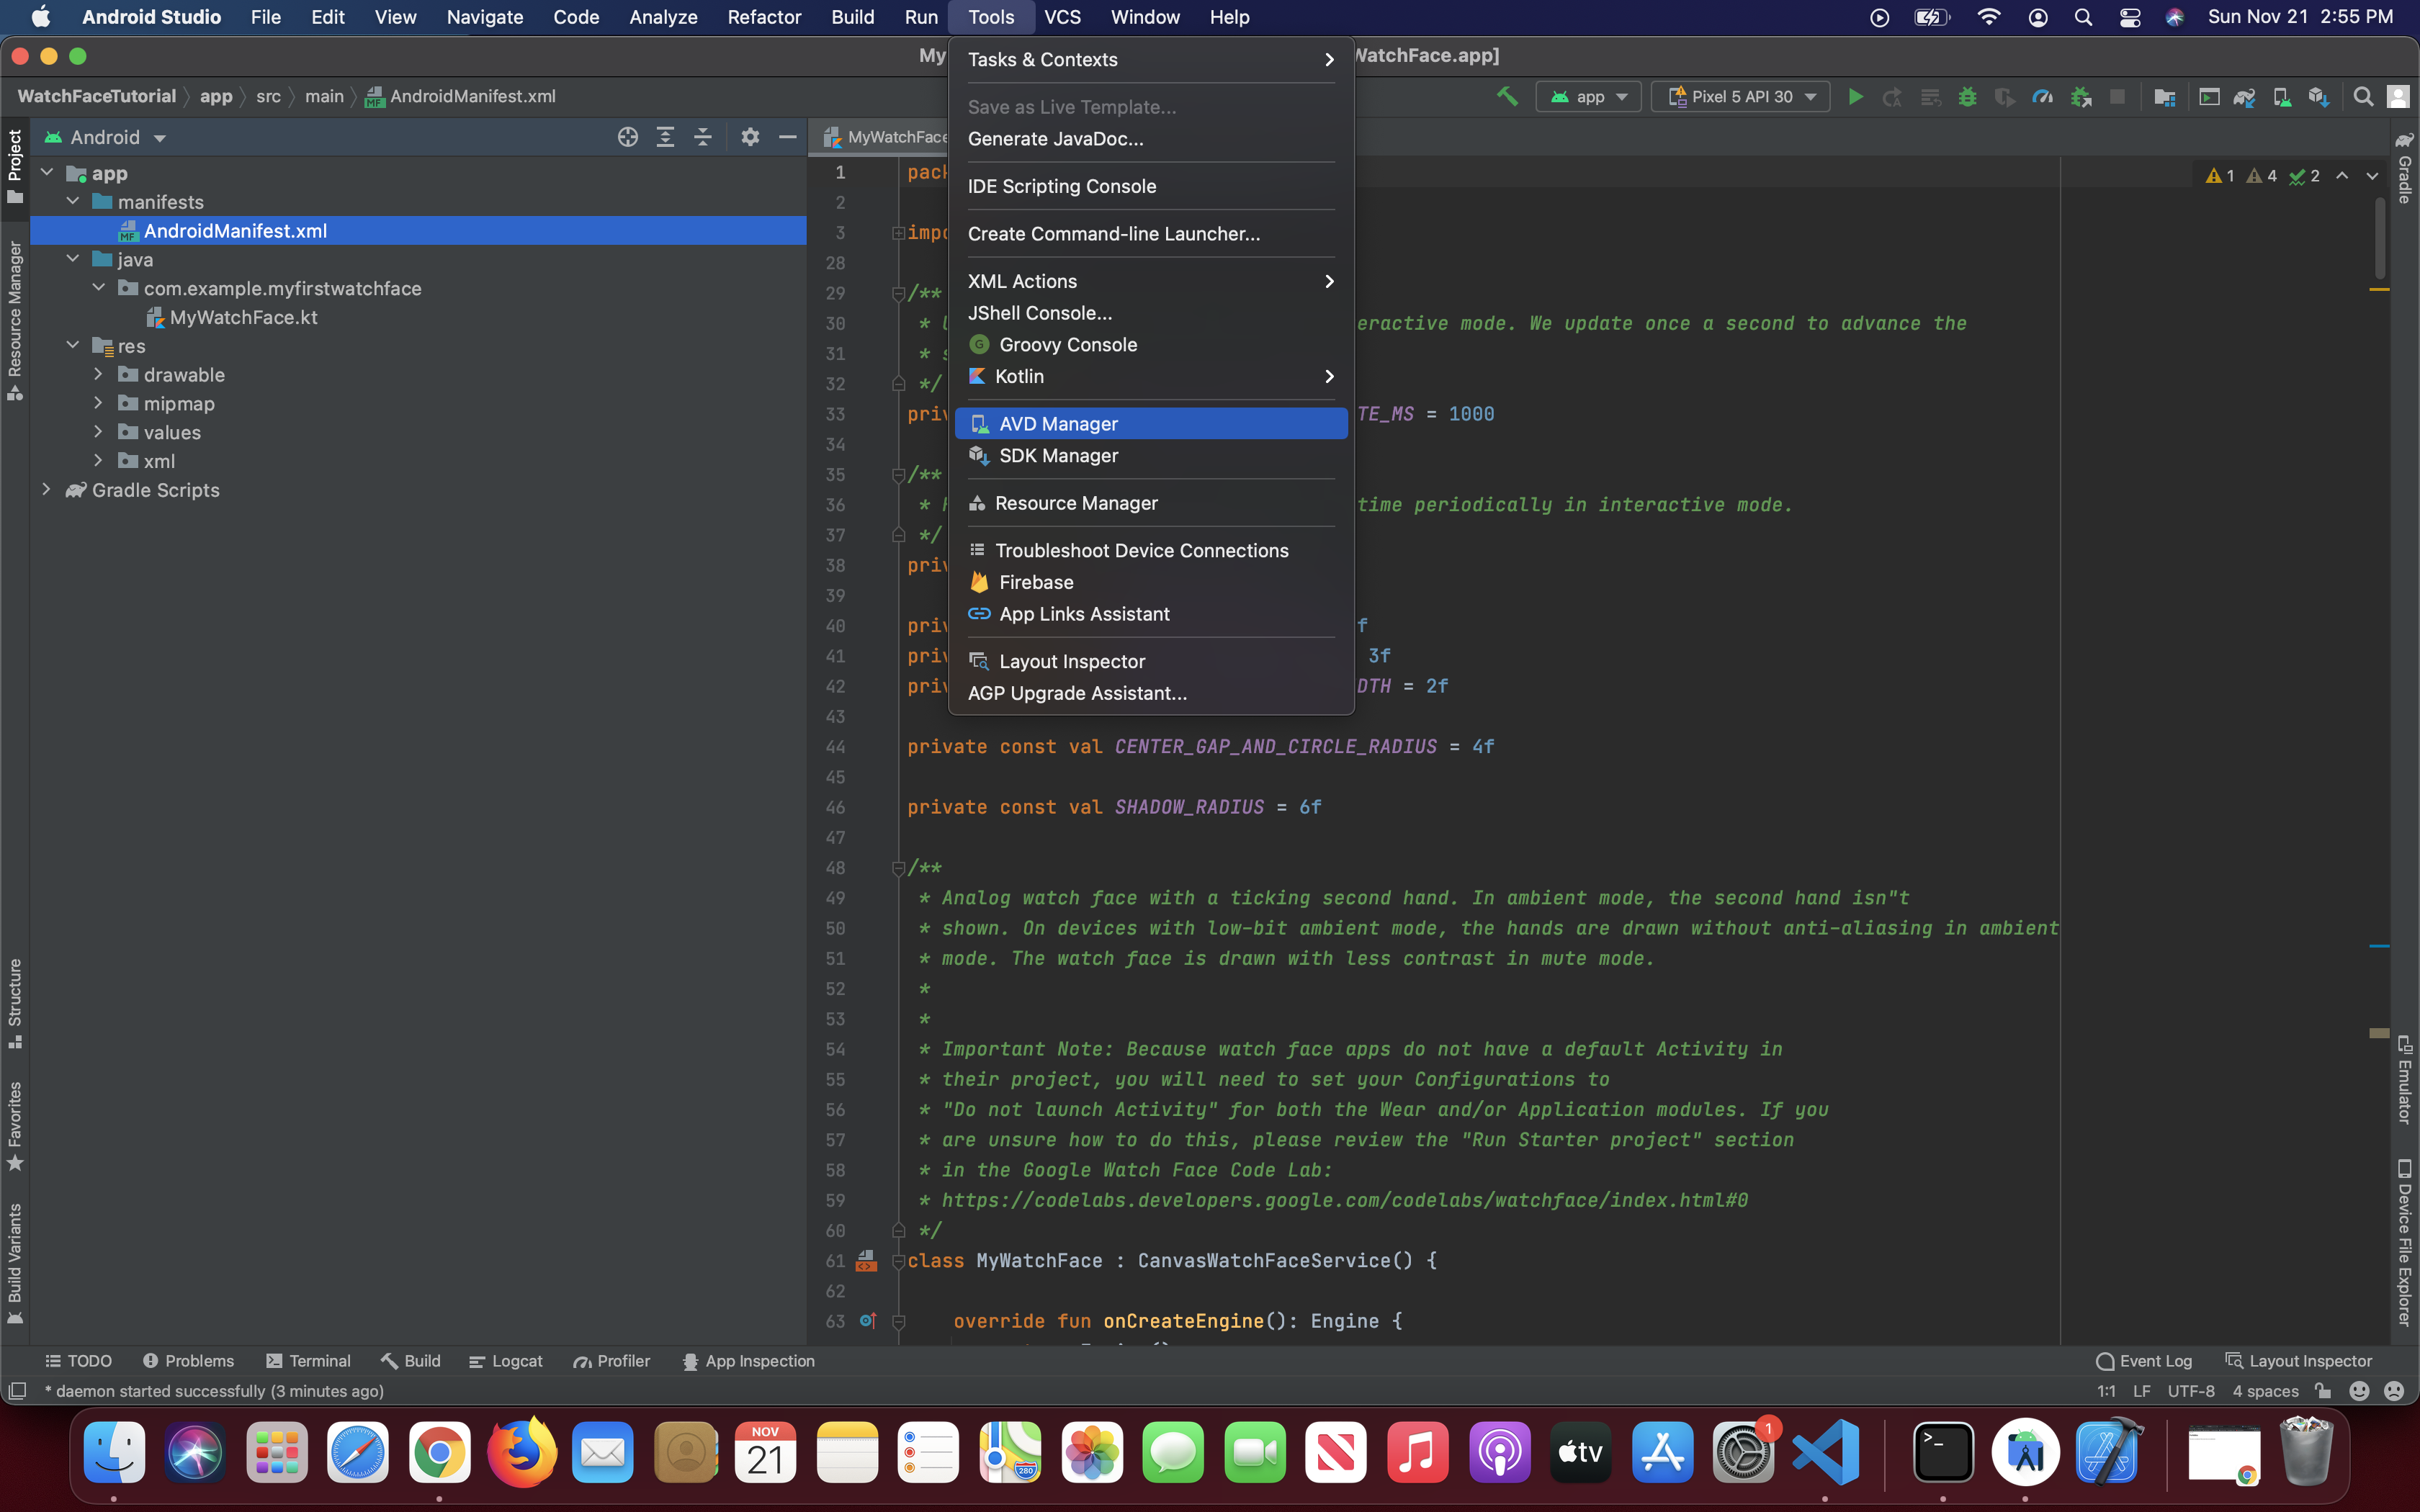 Android Studio File Edit View Navigate Code Analyze Refactor Build Run Tools VCS Window Help Sun Nov 21 2:55 PM
My WatchFace.app]
WatchFaceTutorial app src main AndroidManifest.xml app Pixel 5 API 30
Android MyWatchFace
Project
Resource Manager
Structure
Favorites
Build Variants
app
manifests
AndroidManifest.xml
java
com.example.myfirstwatchface
MyWatchFace.kt
res
drawable
mipmap
values
xml
Gradle Scripts
Tasks & Contexts
Save as Live Template...
Generate JavaDoc...
IDE Scripting Console
Create Command-line Launcher...
XML Actions
JShell Console...
Groovy Console
Kotlin
AVD Manager
SDK Manager
Resource Manager
Troubleshoot Device Connections
Firebase
App Links Assistant
Layout Inspector
AGP Upgrade Assistant...
1 4 2
1 pack
2
3 impo
28
29 /**
30 * U eractive mode. We update once a second to advance the
31 * s
32 */
33 priv TE_MS = 1000
34
35 /**
36 * H time periodically in interactive mode.
37 */
38 priv
39
40 priv f
41 priv 3f
42 priv DTH = 2f
43
44 private const val CENTER_GAP_AND_CIRCLE_RADIUS = 4f
45
46 private const val SHADOW_RADIUS = 6f
47
48 /**
49 * Analog watch face with a ticking second hand. In ambient mode, the second hand isn"t
50 * shown. On devices with low-bit ambient mode, the hands are drawn without anti-aliasing in ambient
51 * mode. The watch face is drawn with less contrast in mute mode.
52 *
53 *
54 * Important Note: Because watch face apps do not have a default Activity in
55 * their project, you will need to set your Configurations to
56 * "Do not launch Activity" for both the Wear and/or Application modules. If you
57 * are unsure how to do this, please review the "Run Starter project" section
58 * in the Google Watch Face Code Lab:
59 * https://codelabs.developers.google.com/codelabs/watchface/index.html#0
60 */
61 class MyWatchFace : CanvasWatchFaceService() {
62
63 override fun onCreateEngine(): Engine {
Gradle
Emulator
Device File Explorer
TODO Problems Terminal Build Logcat Profiler App Inspection Event Log Layout Inspector
* daemon started successfully (3 minutes ago) 1:1 LF UTF-8 4 spaces
NOV
21
280
tv
1